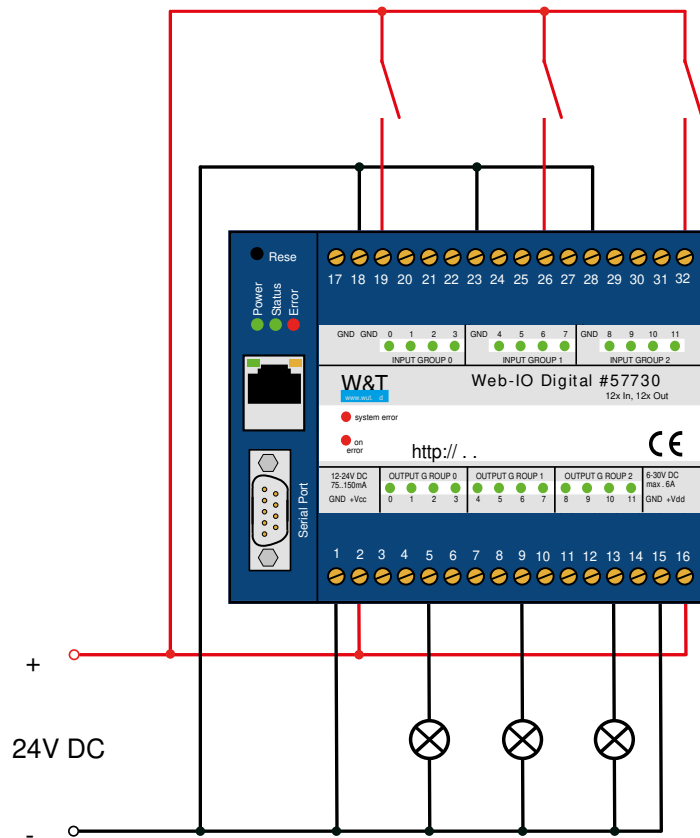 Rese
Power
Status
Error
17 18 19 20 21 22 23 24 25 26 27 28 29 30 31 32
GND GND 0 1 2 3 GND 4 5 6 7 GND 8 9 10 11
INPUT GROUP 0 INPUT GROUP 1 INPUT GROUP 2
W&T
www.wut. d
Web-IO Digital #57730
12x In, 12x Out
system error
on
error
http:// . .
CE
Serial Port
12-24V DC
75..150mA
GND +Vcc
OUTPUT G ROUP 0 OUTPUT G ROUP 1 OUTPUT G ROUP 2
0 1 2 3 4 5 6 7 8 9 10 11
6-30V DC
max . 6A
GND +Vdd
1 2 3 4 5 6 7 8 9 10 11 12 13 14 15 16
+
24V DC
-